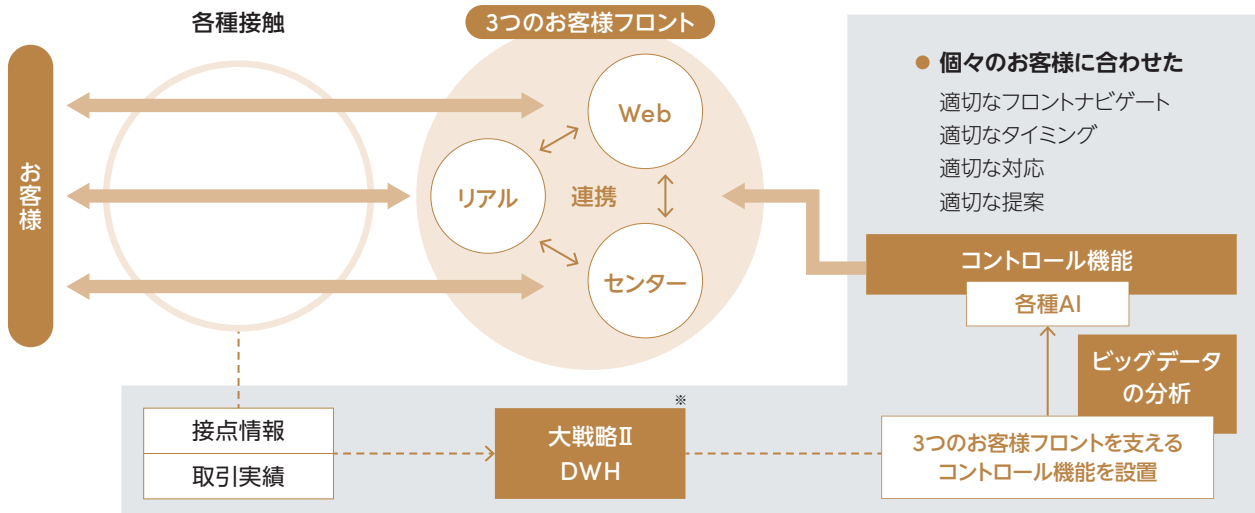 各種接触
3つのお客様フロント
お客様
Web
リアル
連携
センター
● 個々のお客様に合わせた
適切なフロントナビゲート
適切なタイミング
適切な対応
適切な提案
コントロール機能
各種AI
ビッグデータ
の分析
接点情報
取引実績
※
大戦略Ⅱ
DWH
3つのお客様フロントを支える
コントロール機能を設置